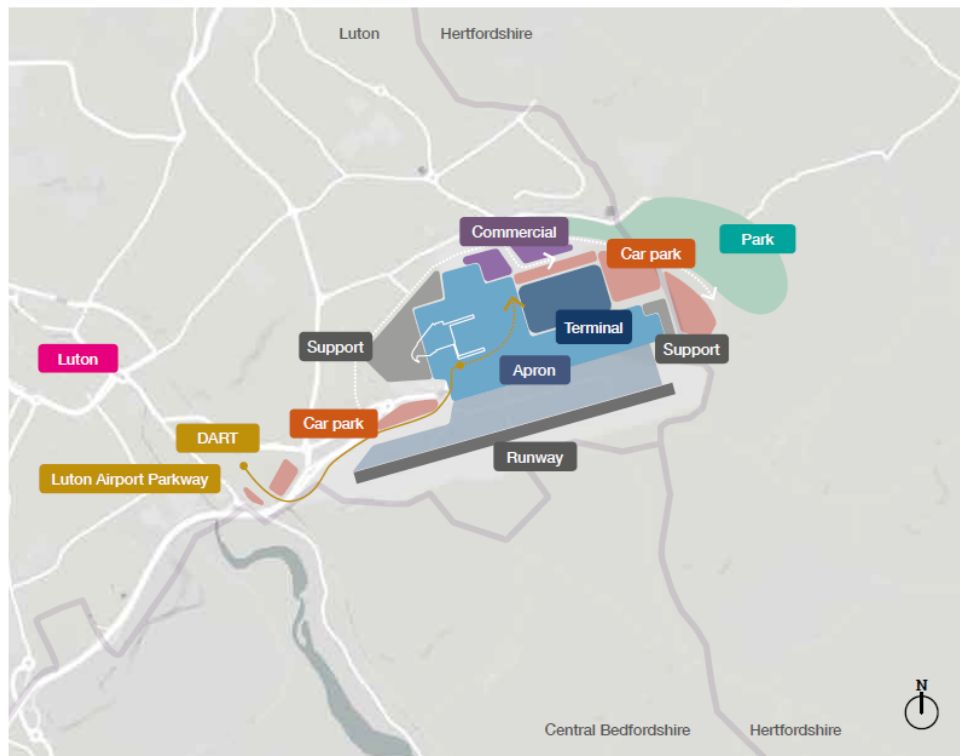 Luton
Hertfordshire
Commercial
Park
Car park
Terminal
Support
Support
Luton
Apron
Car park
DART
Runway
Luton Airport Parkway
N
Central Bedfordshire
Hertfordshire